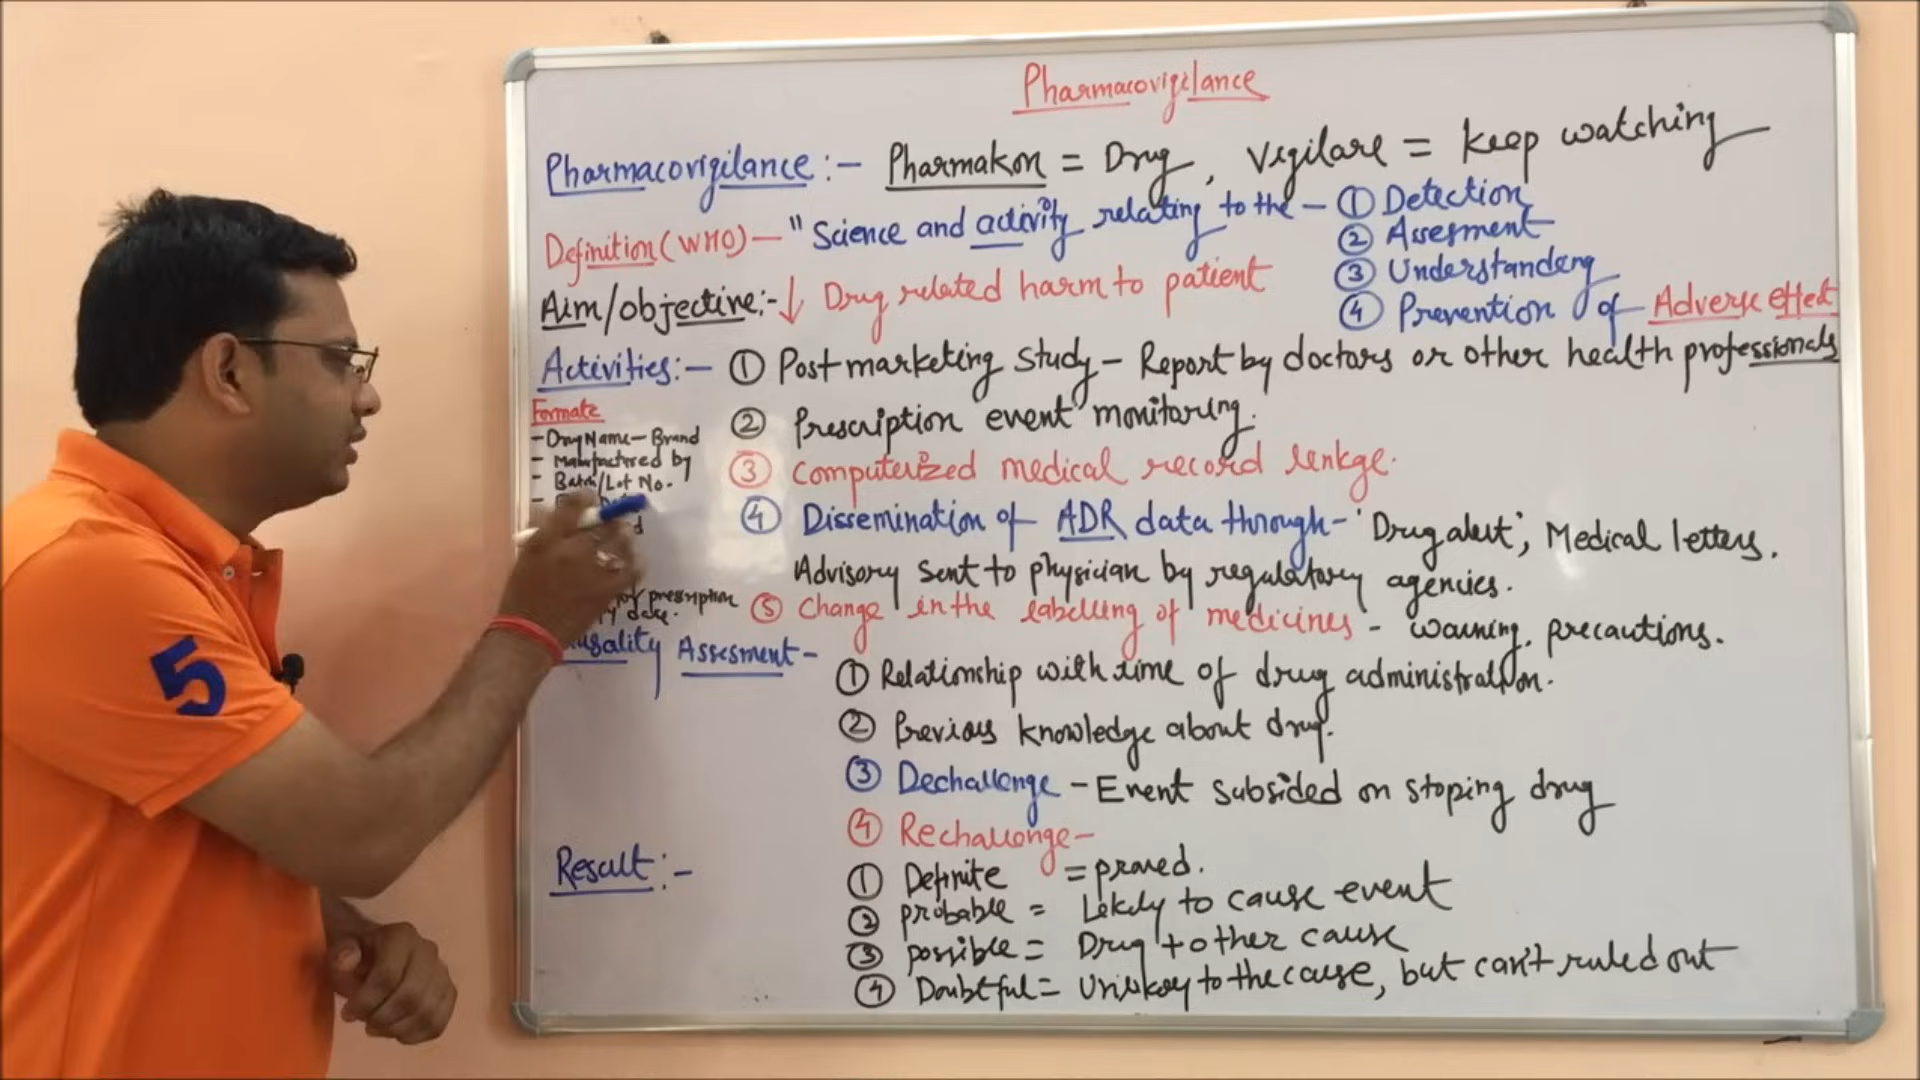 Pharmacovigilance
Pharmacovigilance:- Pharmakon = Drug, Vigilare = Keep watching
Definition (WHO) - "Science and activity relating to the - ① Detection
② Assesment
③ Understanding
④ Prevention of Adverse effect
Aim/objective:- ↓ Drug related harm to patient
Activities:- ① Post marketing study - Report by doctors or other health professionals
② Prescription event monitoring.
③ Computerized medical record linkge.
④ Dissemination of ADR data through - 'Drug alert', Medical letters.
Advisory sent to physician by regulatory agencies.
⑤ Change in the labelling of medicines - warning, precautions.
Formate
- Drug Name - Brand
- Manufactured by
- Batch/Lot No.
for prescription
date.
Assesment -
① Relationship with time of drug administration.
② Previous knowledge about drug.
③ Dechallenge - Event subsided on stoping drug
④ Rechallenge -
Result:-
① Definite = proved.
② probable = Likely to cause event
③ possible = Drug + other cause
④ Doubtful = Unlikely to the cause, but can't ruled out
5